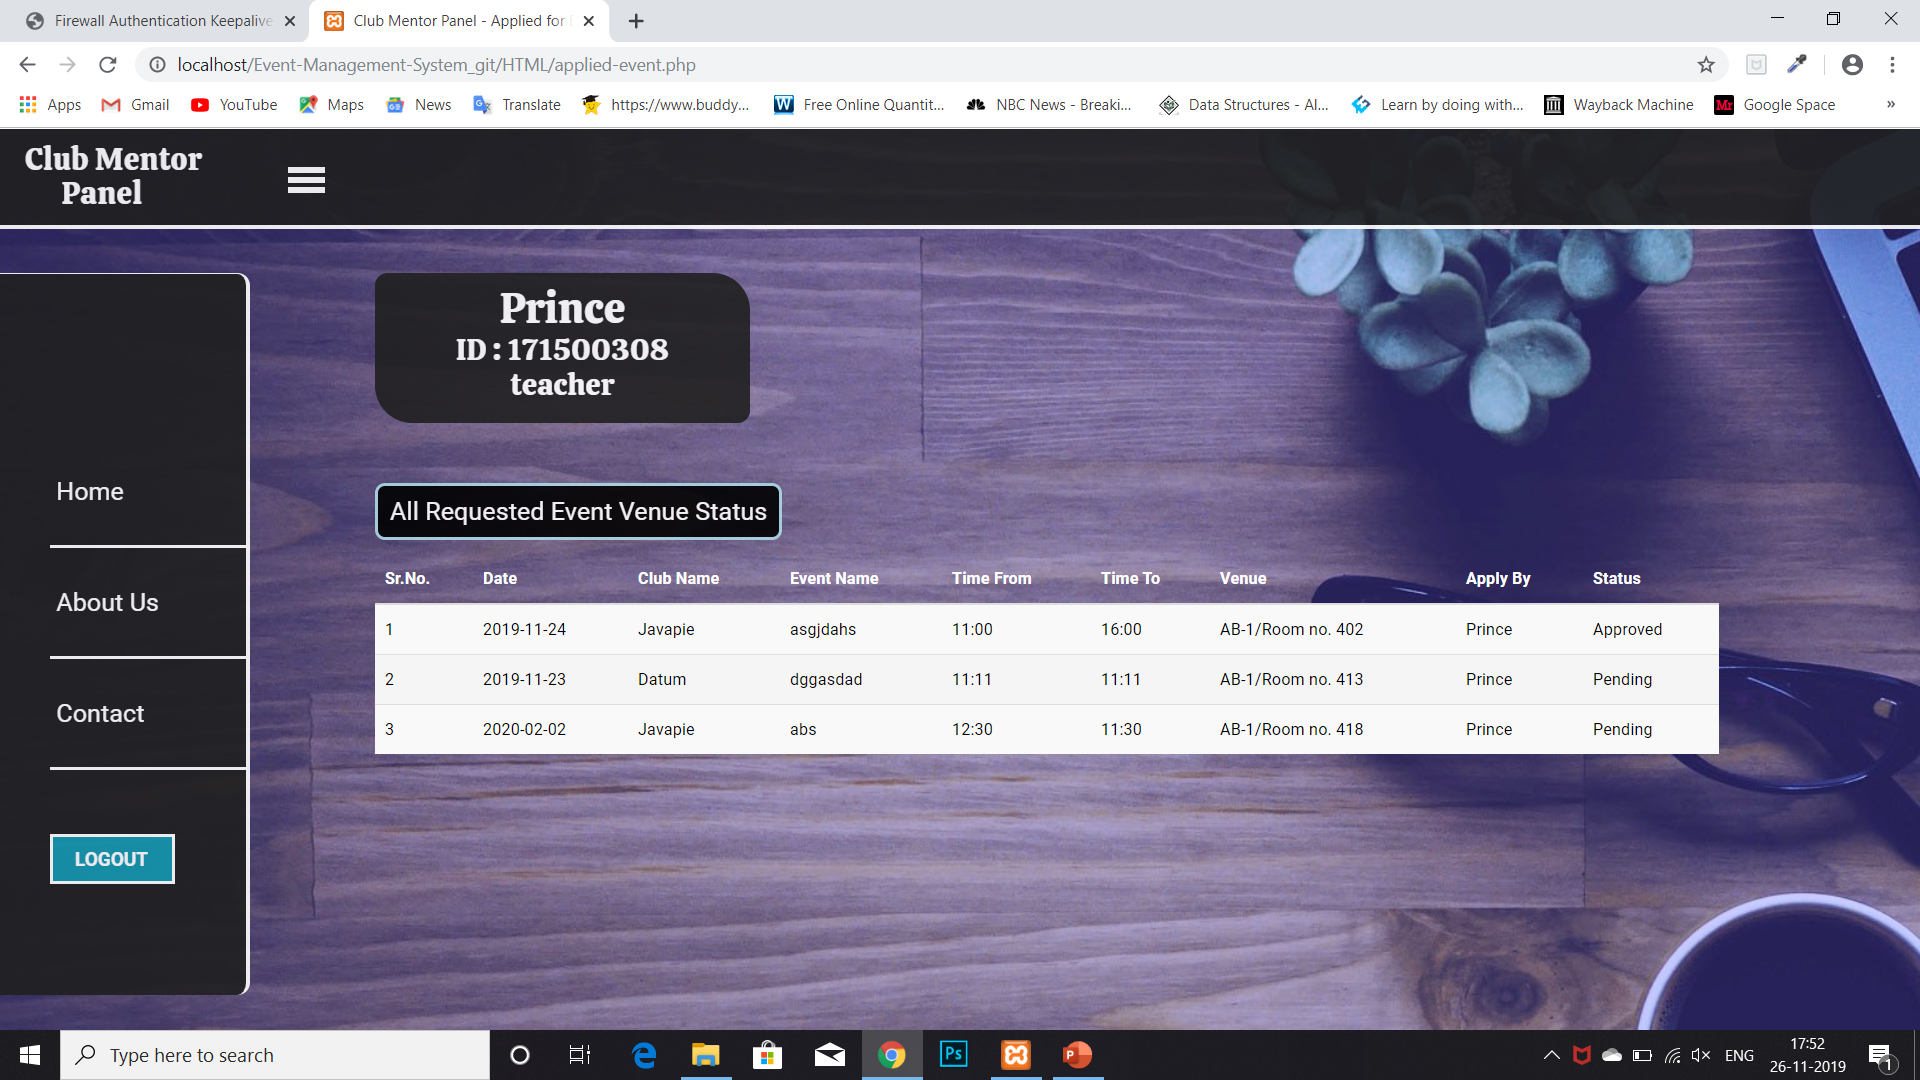 Firewall Authentication Keepalive
Club Mentor Panel - Applied for
localhost/Event-Management-System_git/HTML/applied-event.php
Apps Gmail YouTube Maps News Translate https://www.buddy... Free Online Quantit... NBC News - Breaki... Data Structures - Al... Learn by doing with... Wayback Machine Google Space »
Club Mentor
Panel
Prince
ID : 171500308
teacher
Home
About Us
Contact
LOGOUT
All Requested Event Venue Status
Sr.No. Date Club Name Event Name Time From Time To Venue Apply By Status
1 2019-11-24 Javapie asgjdahs 11:00 16:00 AB-1/Room no. 402 Prince Approved
2 2019-11-23 Datum dggasdad 11:11 11:11 AB-1/Room no. 413 Prince Pending
3 2020-02-02 Javapie abs 12:30 11:30 AB-1/Room no. 418 Prince Pending
Type here to search
ENG
17:52
26-11-2019
1